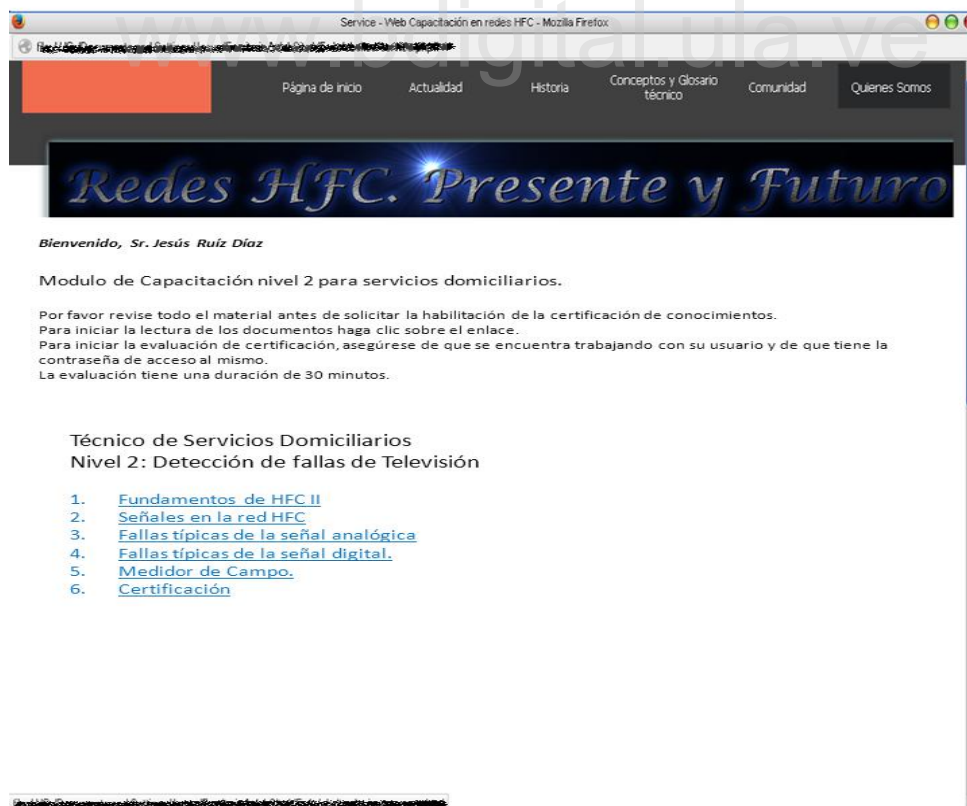 www.bdigital.ula.ve
Service - Web Capacitación en redes HFC - Mozilla Firefox
Página de inicio Actualidad Historia Conceptos y Glosario técnico Comunidad Quienes Somos
Redes HFC. Presente y Futuro
Bienvenido, Sr. Jesús Ruíz Díaz
Modulo de Capacitación nivel 2 para servicios domiciliarios.
Por favor revise todo el material antes de solicitar la habilitación de la certificación de conocimientos.
Para iniciar la lectura de los documentos haga clic sobre el enlace.
Para iniciar la evaluación de certificación, asegúrese de que se encuentra trabajando con su usuario y de que tiene la
contraseña de acceso al mismo.
La evaluación tiene una duración de 30 minutos.
Técnico de Servicios Domiciliarios
Nivel 2: Detección de fallas de Televisión
1. Fundamentos de HFC II
2. Señales en la red HFC
3. Fallas típicas de la señal analógica
4. Fallas típicas de la señal digital.
5. Medidor de Campo.
6. Certificación